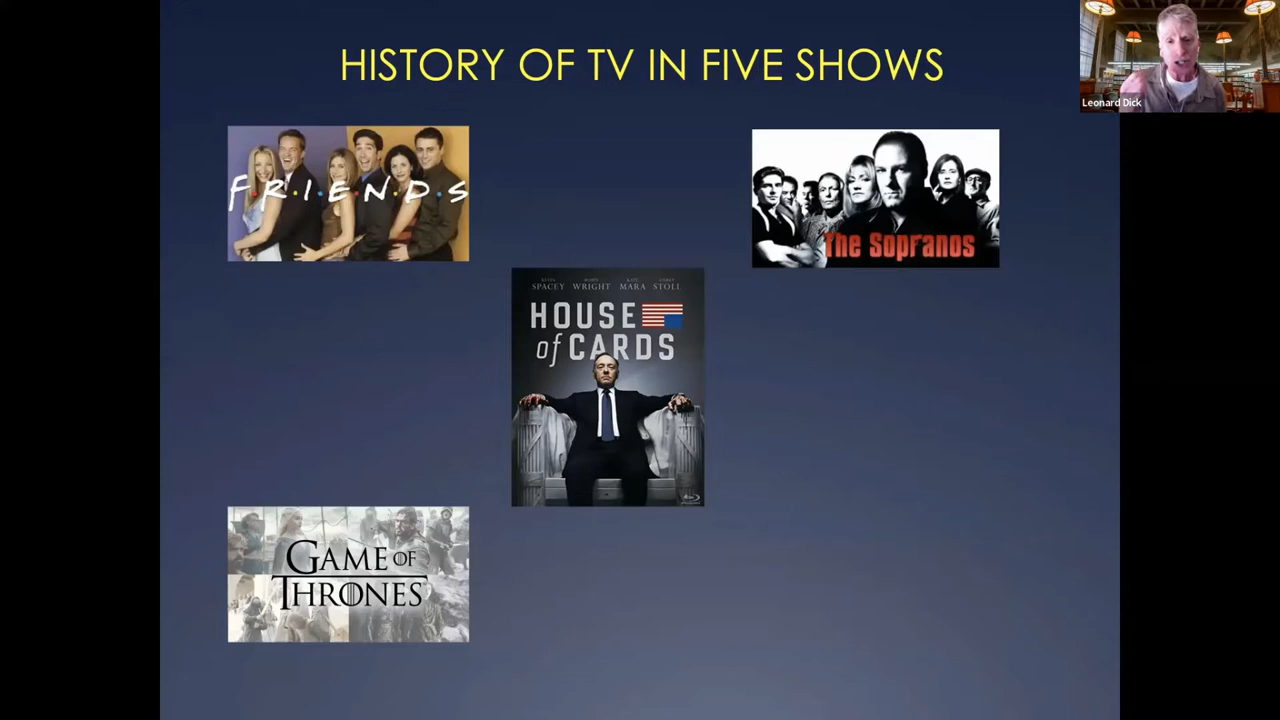 HISTORY OF TV IN FIVE SHOWS
Leonard Dick
F·R·I·E·N·D·S
The Sopranos
SPACEY WRIGHT MARA STOLL
HOUSE
of CARDS
GAME OF
THRONES